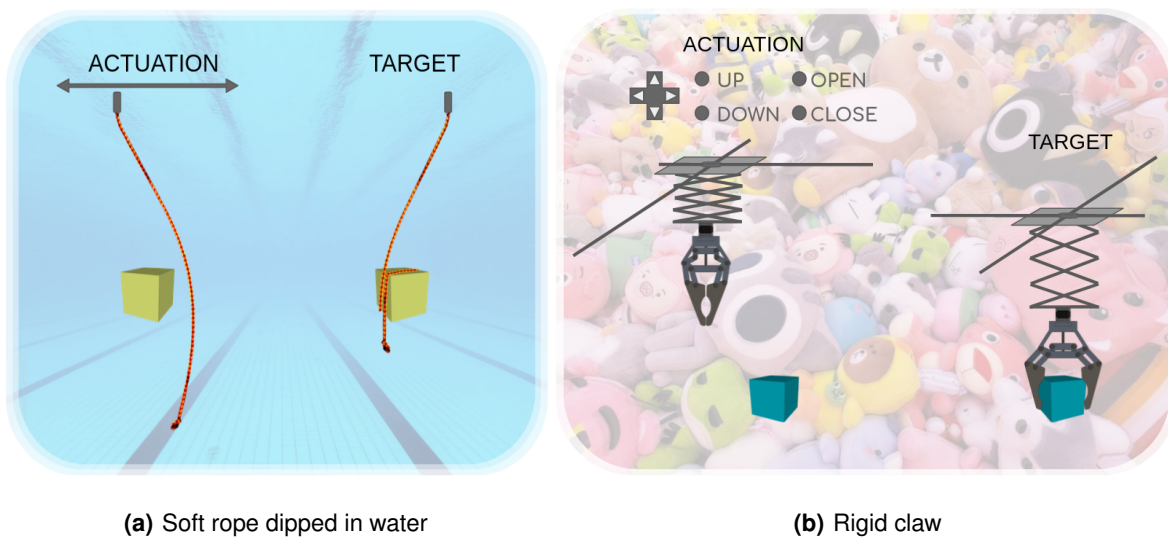 ACTUATION
TARGET
ACTUATION
UP
OPEN
DOWN
CLOSE
TARGET
(a) Soft rope dipped in water
(b) Rigid claw